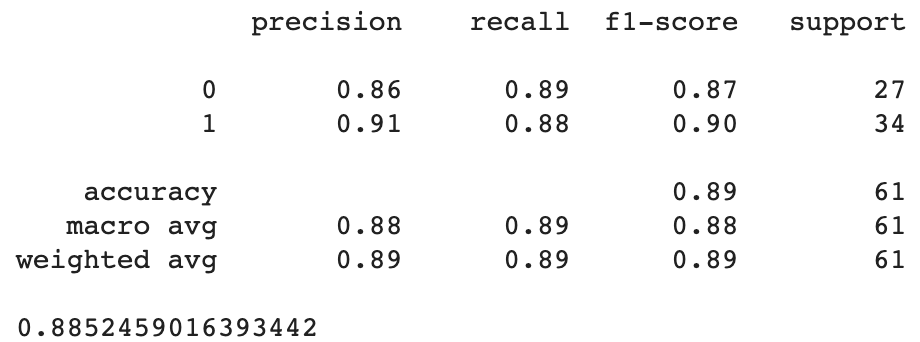 precision recall f1-score support
0 0.86 0.89 0.87 27
1 0.91 0.88 0.90 34
accuracy 0.89 61
macro avg 0.88 0.89 0.88 61
weighted avg 0.89 0.89 0.89 61
0.8852459016393442